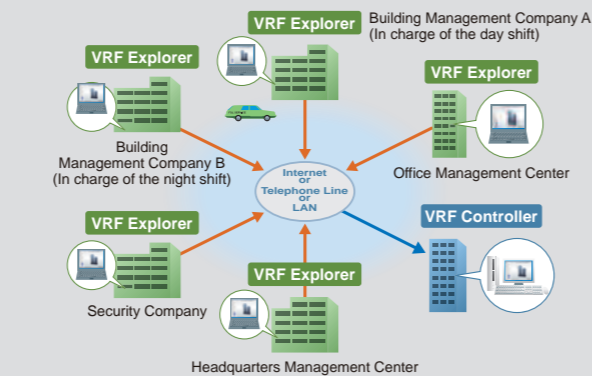 VRF Explorer
Building Management Company A
(In charge of the day shift)
VRF Explorer
Building
Management Company B
(In charge of the night shift)
VRF Explorer
Office Management Center
Internet
or
Telephone Line
or
LAN
VRF Explorer
Security Company
VRF Controller
VRF Explorer
Headquarters Management Center